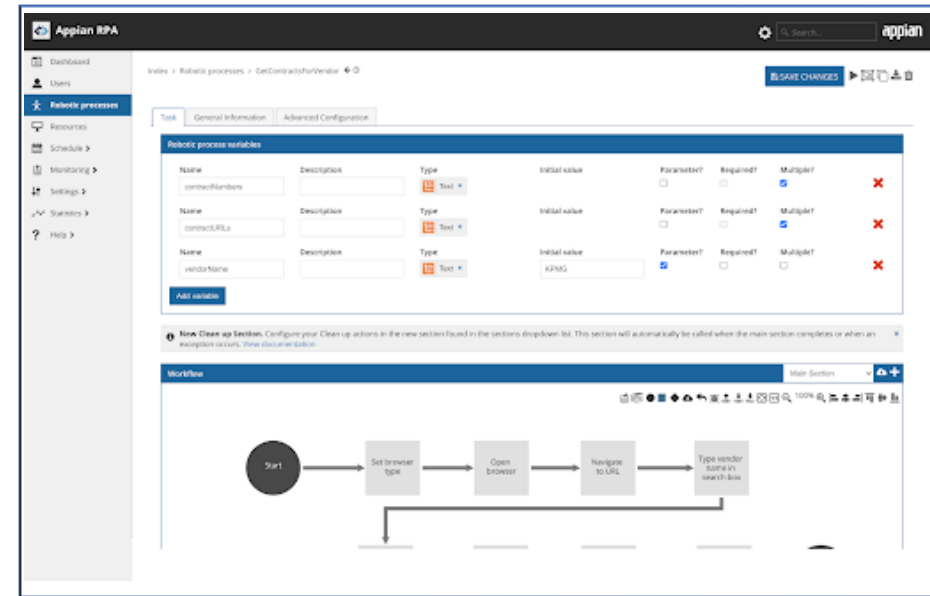 Appian RPA
Search...
appian
Dashboard
Users
Robotic processes
Resources
Schedule >
Monitoring >
Settings >
Statistics >
Help >
Index > Robotic processes > GetContractsForVendor
SAVE CHANGES
Task General Information Advanced Configuration
Robotic process variables
Name Description Type Initial value Parameter? Required? Multiple?
contractNumbers Text ×
Name Description Type Initial value Parameter? Required? Multiple?
contractURLs Text ×
Name Description Type Initial value Parameter? Required? Multiple?
vendorName Text × KPMG
Add variable
New Clean up Section. Configure your Clean up actions in the new section found in the sections dropdown list. This section will automatically be called when the main section completes or when an
exception occurs. View documentation
Workflow
Main Section
100%
Start
Set browser
type
Open
browser
Navigate
to URL
Type vendor
name in
search box